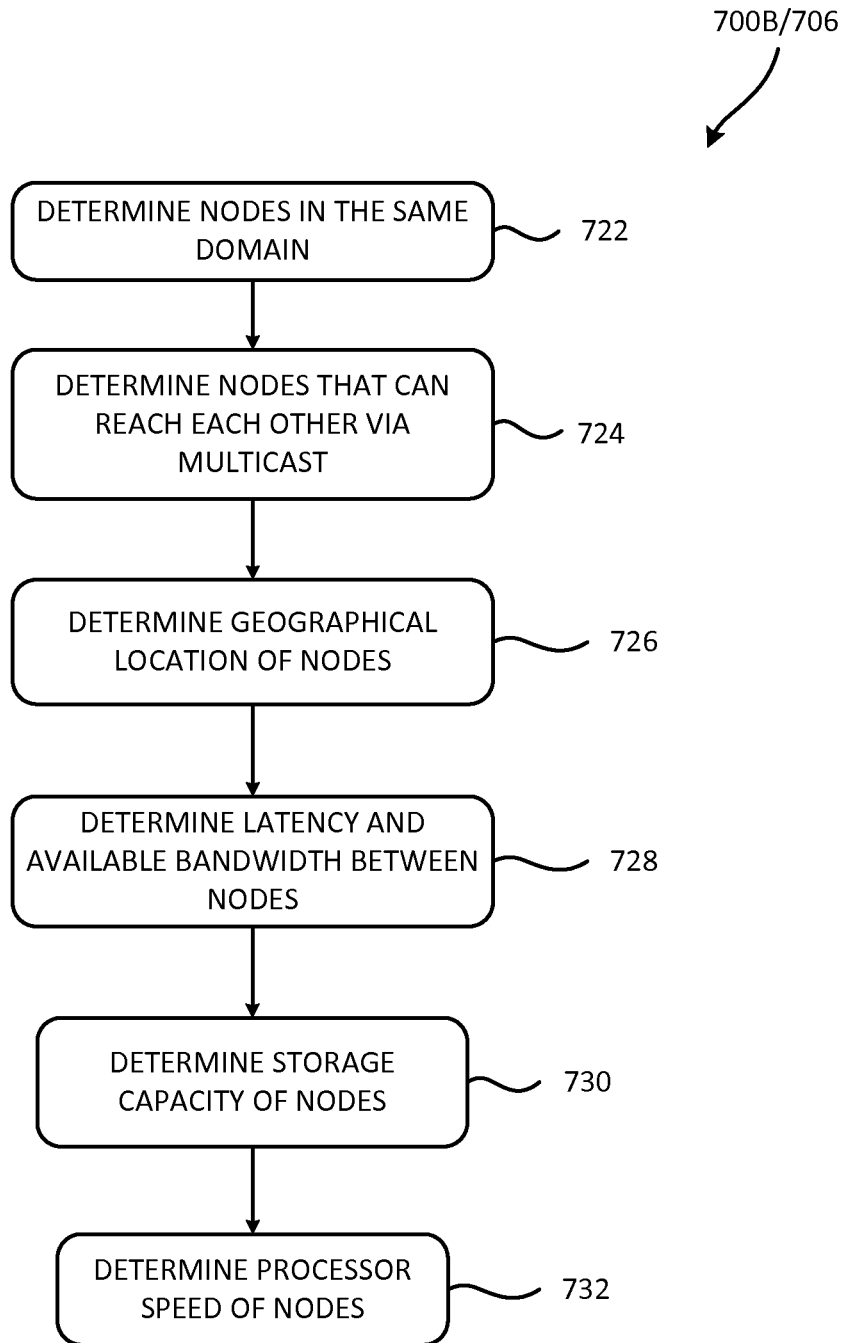 700B/706
DETERMINE NODES IN THE SAME
DOMAIN
722
DETERMINE NODES THAT CAN
REACH EACH OTHER VIA
MULTICAST
724
DETERMINE GEOGRAPHICAL
LOCATION OF NODES
726
DETERMINE LATENCY AND
AVAILABLE BANDWIDTH BETWEEN
NODES
728
DETERMINE STORAGE
CAPACITY OF NODES
730
DETERMINE PROCESSOR
SPEED OF NODES
732